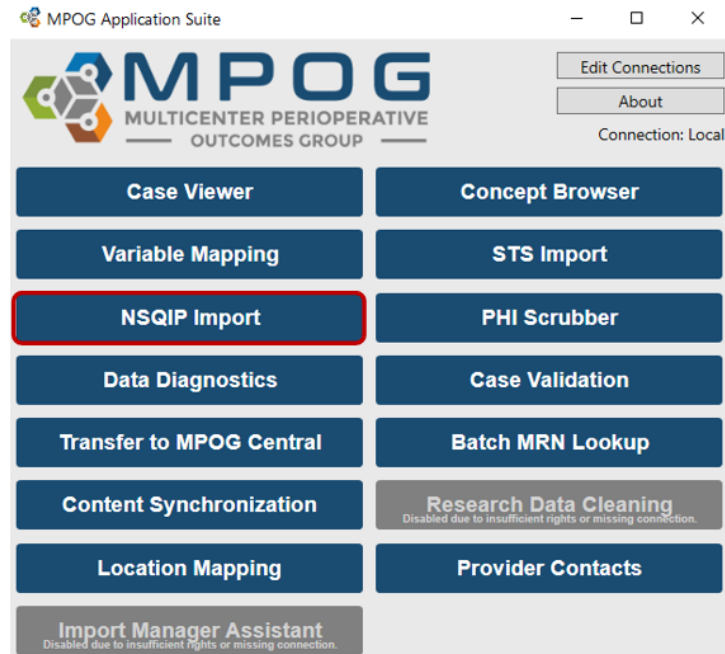 MPOG Application Suite
MPOG
MULTICENTER PERIOPERATIVE
OUTCOMES GROUP
Edit Connections
About
Connection: Local
Case Viewer
Concept Browser
Variable Mapping
STS Import
NSQIP Import
PHI Scrubber
Data Diagnostics
Case Validation
Transfer to MPOG Central
Batch MRN Lookup
Content Synchronization
Research Data Cleaning
Disabled due to insufficient rights or missing connection.
Location Mapping
Provider Contacts
Import Manager Assistant
Disabled due to insufficient rights or missing connection.